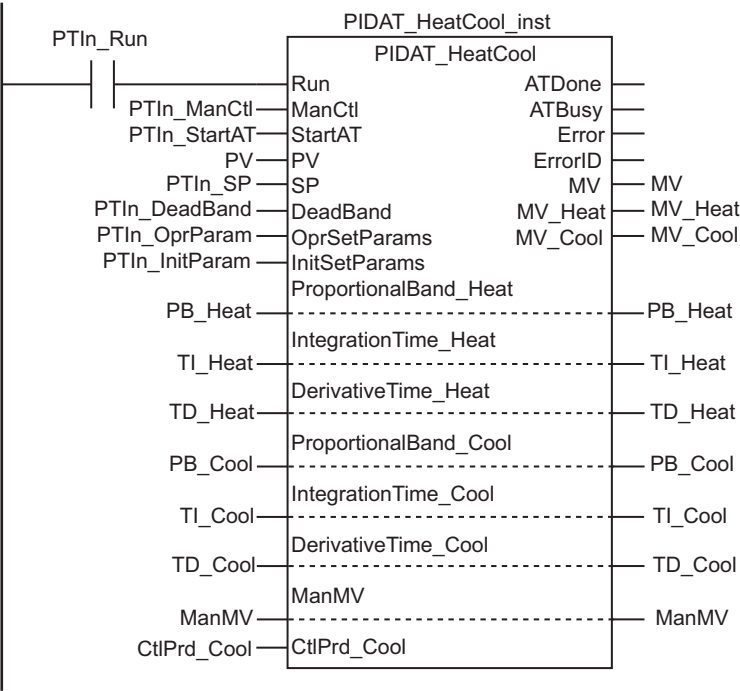 PIDAT_HeatCool_inst
PTIn_Run
PIDAT_HeatCool
Run ATDone
PTIn_ManCtl ManCtl ATBusy
PTIn_StartAT StartAT Error
PV PV ErrorID
PTIn_SP SP MV MV
PTIn_DeadBand DeadBand MV_Heat MV_Heat
PTIn_OprParam OprSetParams MV_Cool MV_Cool
PTIn_InitParam InitSetParams
ProportionalBand_Heat
PB_Heat PB_Heat
IntegrationTime_Heat
TI_Heat TI_Heat
DerivativeTime_Heat
TD_Heat TD_Heat
ProportionalBand_Cool
PB_Cool PB_Cool
IntegrationTime_Cool
TI_Cool TI_Cool
DerivativeTime_Cool
TD_Cool TD_Cool
ManMV
ManMV ManMV
CtlPrd_Cool CtlPrd_Cool